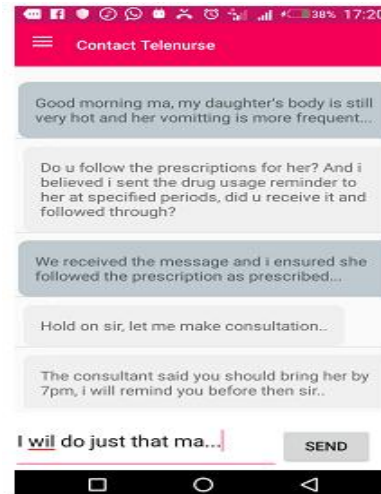 38% 17:20
Contact Telenurse
Good morning ma, my daughter's body is still
very hot and her vomitting is more frequent...
Do u follow the prescriptions for her? And i
believed i sent the drug usage reminder to
her at specified periods, did u receive it and
followed through?
We received the message and i ensured she
followed the prescription as prescribed...
Hold on sir, let me make consultation..
The consultant said you should bring her by
7pm, i will remind you before then sir..
I wil do just that ma...
SEND